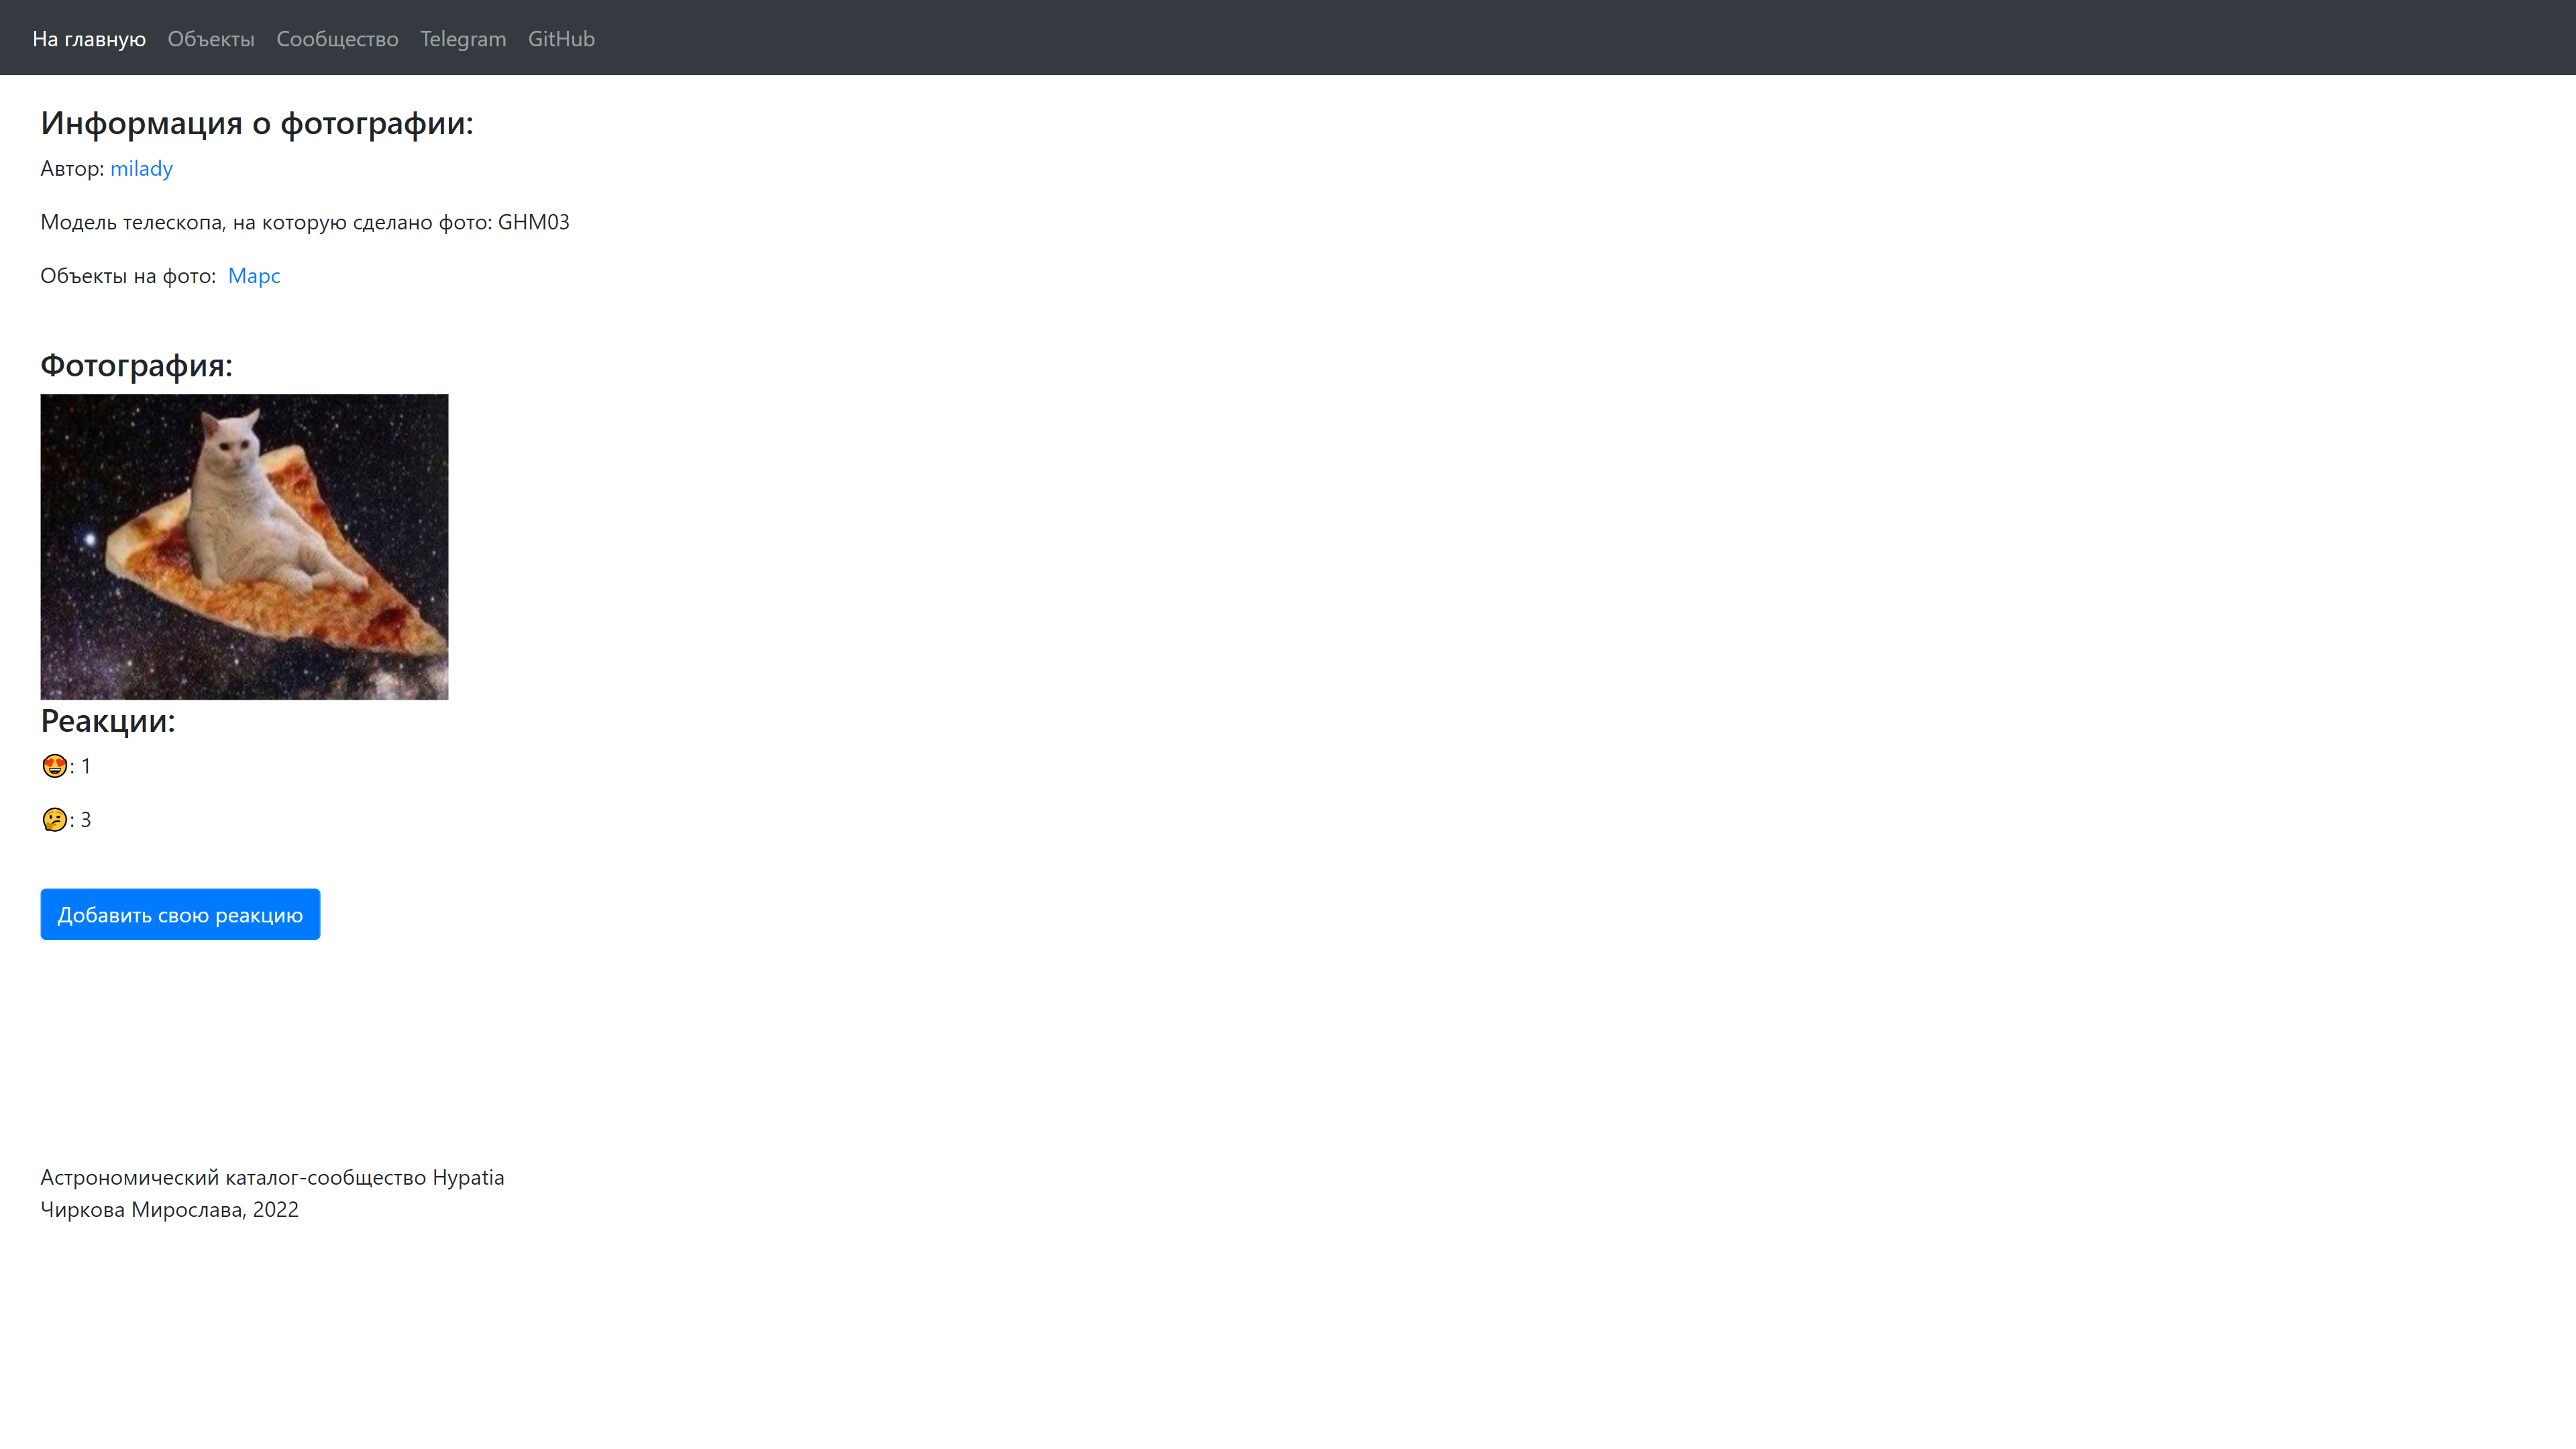 На главную Объекты Сообщество Telegram GitHub
Информация о фотографии:
Автор: milady
Модель телескопа, на которую сделано фото: GHM03
Объекты на фото: Марс
Фотография:
Реакции:
😍: 1
🤔: 3
Добавить свою реакцию
Астрономический каталог-сообщество Hypatia
Чиркова Мирослава, 2022